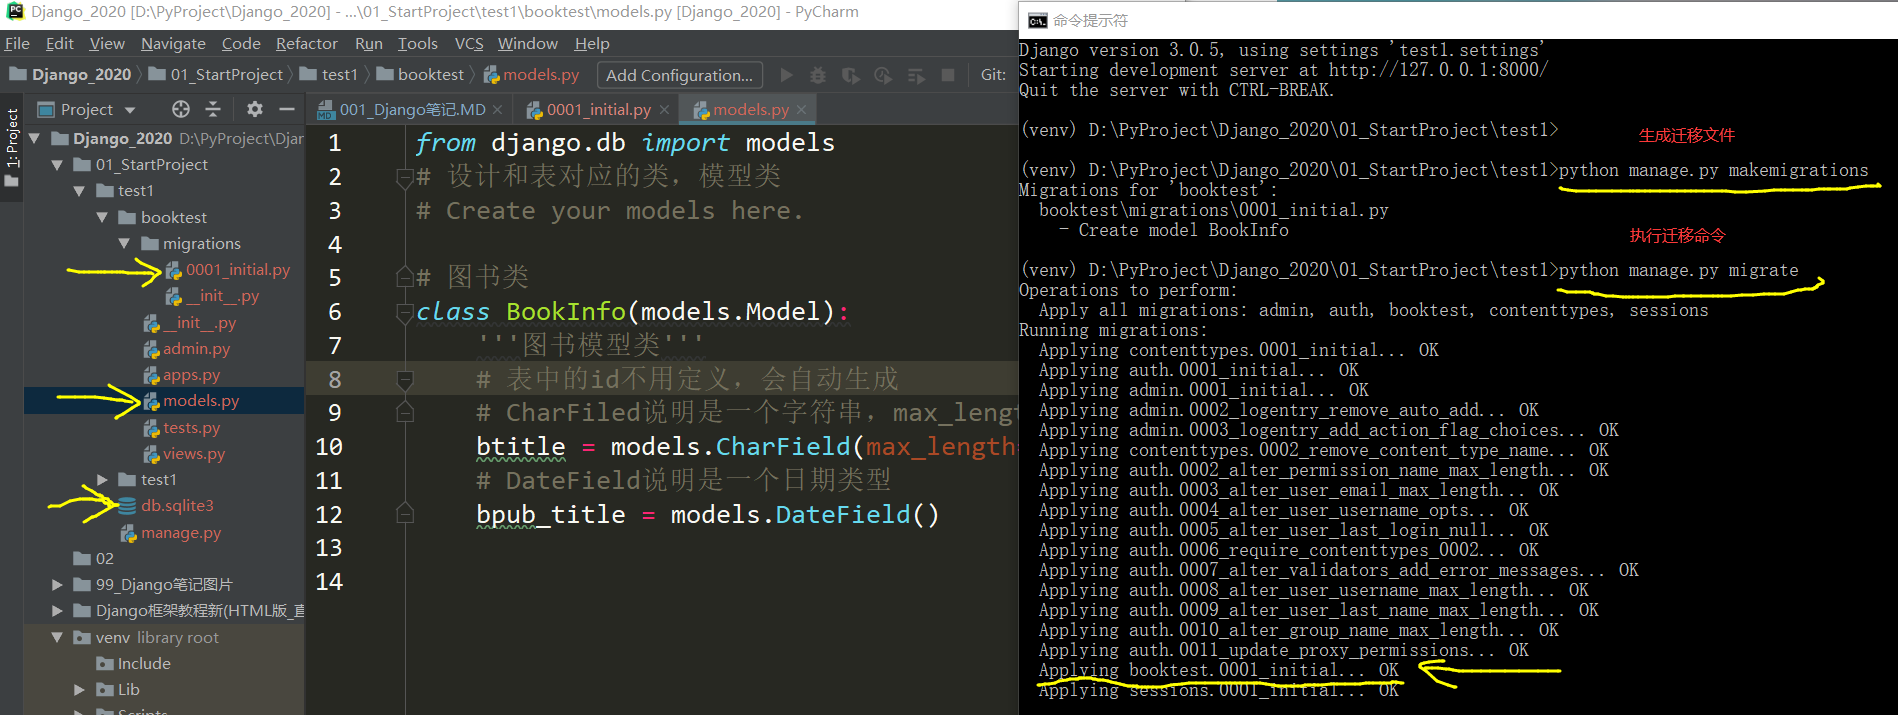 Django_2020 [D:\PyProject\Django_2020] - ...\01_StartProject\test1\booktest\models.py [Django_2020] - PyCharm
File Edit View Navigate Code Refactor Run Tools VCS Window Help
Django_2020 01_StartProject test1 booktest models.py Add Configuration... Git:
Project
001_Django笔记.MD 0001_initial.py models.py
1: Project
Django_2020 D:\PyProject\Djan
01_StartProject
test1
booktest
migrations
0001_initial.py
__init__.py
__init__.py
admin.py
apps.py
models.py
tests.py
views.py
test1
db.sqlite3
manage.py
02
99_Django笔记图片
Django框架教程新(HTML版_直
venv library root
Include
Lib
Scripts
1 from django.db import models
2 # 设计和表对应的类，模型类
3 # Create your models here.
4
5 # 图书类
6 class BookInfo(models.Model):
7 '''图书模型类'''
8 # 表中的id不用定义，会自动生成
9 # CharFiled说明是一个字符串，max_lengt
10 btitle = models.CharField(max_length=
11 # DateField说明是一个日期类型
12 bpub_title = models.DateField()
13
14
命令提示符
Django version 3.0.5, using settings 'test1.settings'
Starting development server at http://127.0.0.1:8000/
Quit the server with CTRL-BREAK.
(venv) D:\PyProject\Django_2020\01_StartProject\test1>
生成迁移文件
(venv) D:\PyProject\Django_2020\01_StartProject\test1>python manage.py makemigrations
Migrations for 'booktest':
booktest\migrations\0001_initial.py
- Create model BookInfo
执行迁移命令
(venv) D:\PyProject\Django_2020\01_StartProject\test1>python manage.py migrate
Operations to perform:
Apply all migrations: admin, auth, booktest, contenttypes, sessions
Running migrations:
Applying contenttypes.0001_initial... OK
Applying auth.0001_initial... OK
Applying admin.0001_initial... OK
Applying admin.0002_logentry_remove_auto_add... OK
Applying admin.0003_logentry_add_action_flag_choices... OK
Applying contenttypes.0002_remove_content_type_name... OK
Applying auth.0002_alter_permission_name_max_length... OK
Applying auth.0003_alter_user_email_max_length... OK
Applying auth.0004_alter_user_username_opts... OK
Applying auth.0005_alter_user_last_login_null... OK
Applying auth.0006_require_contenttypes_0002... OK
Applying auth.0007_alter_validators_add_error_messages... OK
Applying auth.0008_alter_user_username_max_length... OK
Applying auth.0009_alter_user_last_name_max_length... OK
Applying auth.0010_alter_group_name_max_length... OK
Applying auth.0011_update_proxy_permissions... OK
Applying booktest.0001_initial... OK
Applying sessions.0001_initial... OK